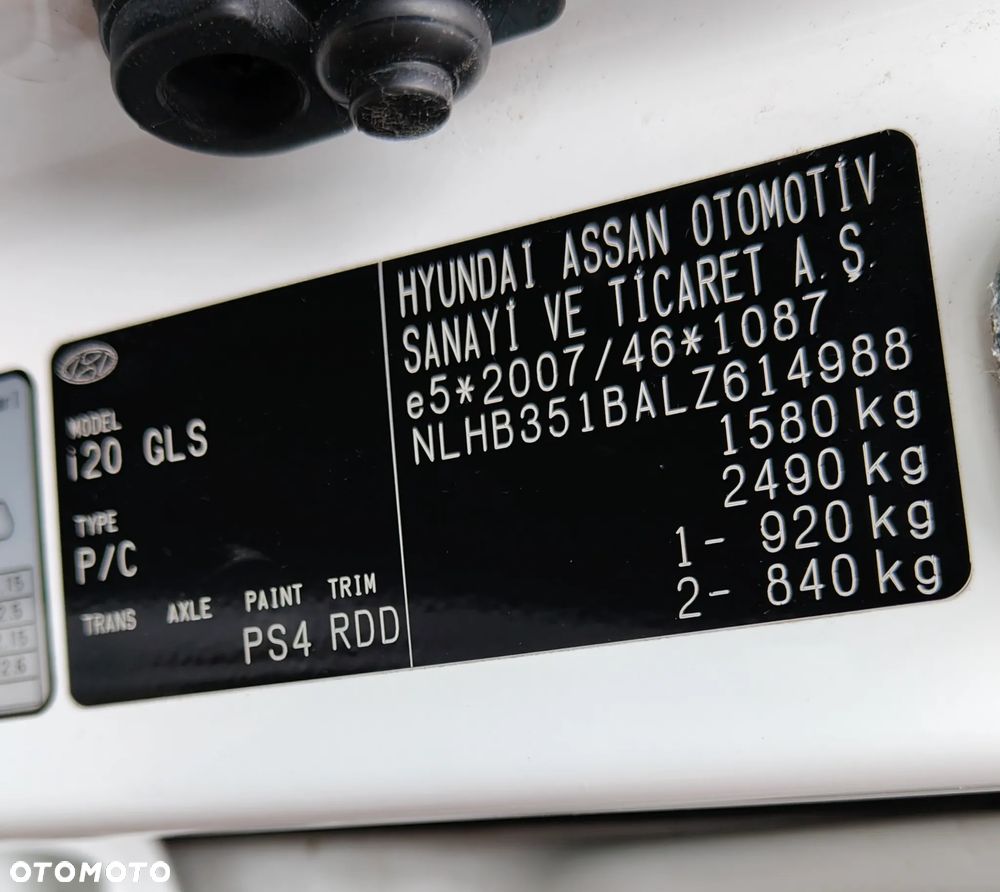 HYUNDAI ASSAN OTOMOTİV
SANAYİ VE TİCARET A.Ş.
e5*2007/46*1087
NLHB351BALZ614988
1580 kg
2490 kg
1- 920 kg
2- 840 kg
MODEL
i20 GLS
TYPE
P/C
TRANS AXLE PAINT TRIM
PS4 RDD
OTOMOTO